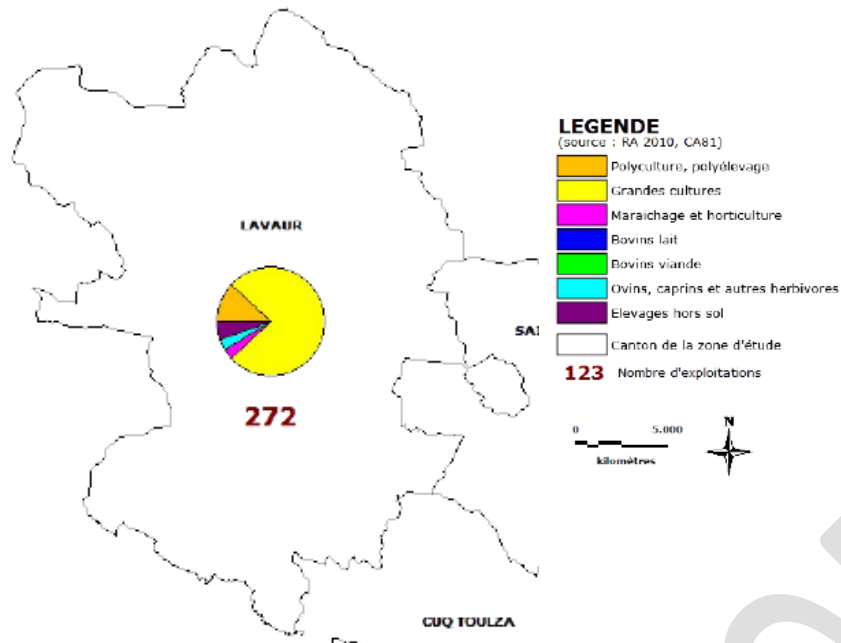 LAVAUR
272
SAI
CUQ TOULZA
LEGENDE
(source : RA 2010, CA81)
Polyculture, polyélevage
Grandes cultures
Maraichage et horticulture
Bovins lait
Bovins viande
Ovins, caprins et autres herbivores
Elevages hors sol
Canton de la zone d'étude
123 Nombre d'exploitations
0 5.000
kilomètres
N